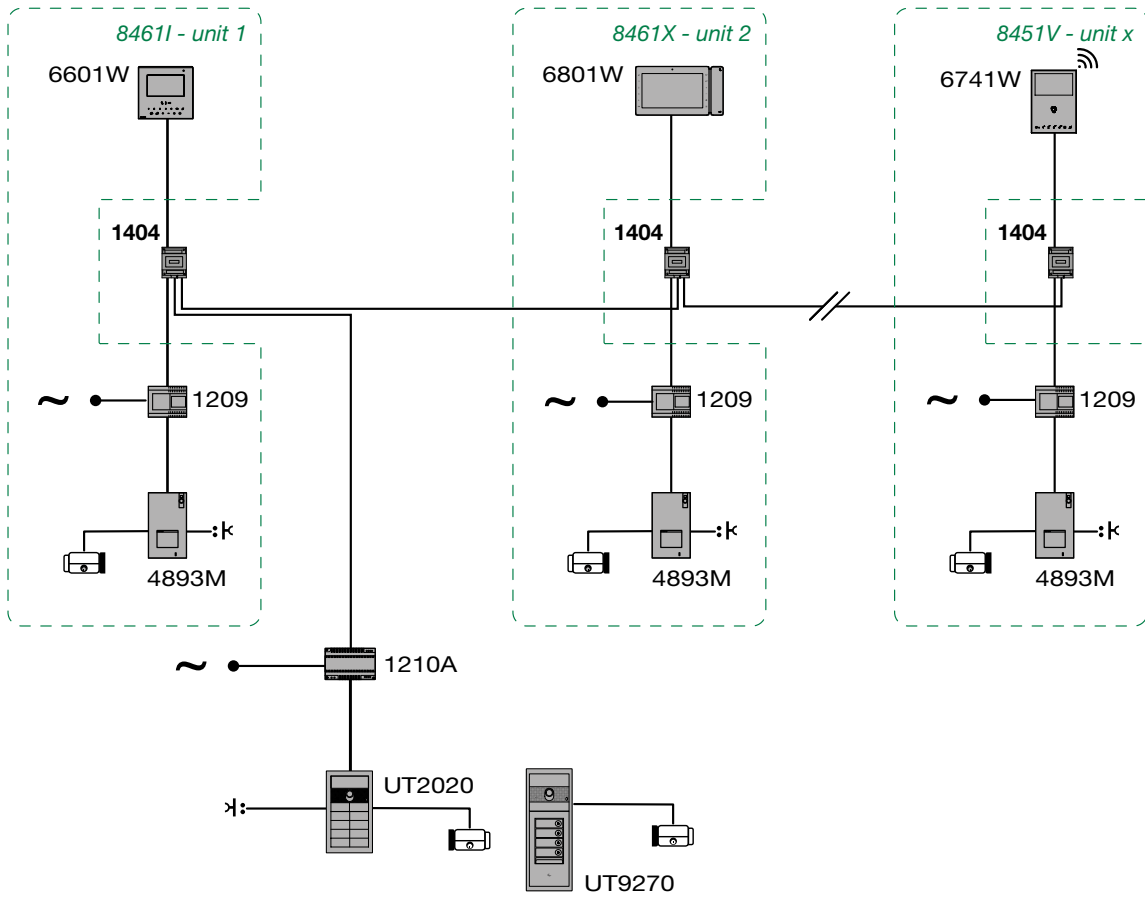 8461I - unit 1
8461X - unit 2
8451V - unit x
6601W
6801W
6741W
1404
1404
1404
1209
1209
1209
4893M
4893M
4893M
1210A
UT2020
UT9270